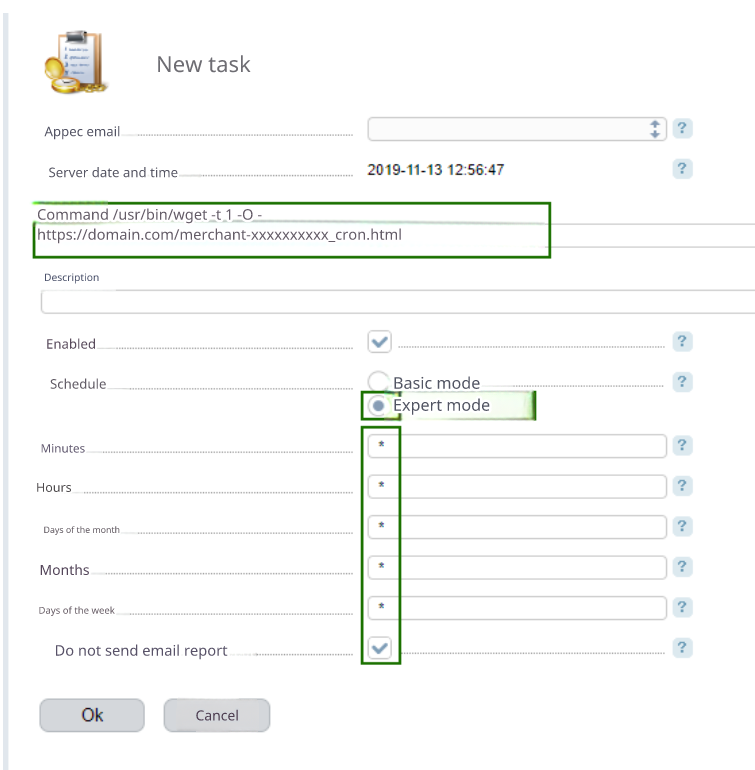 New task
Appec email
?
Server date and time 2019-11-13 12:56:47 ?
Command /usr/bin/wget -t 1 -O -
https://domain.com/merchant-xxxxxxxxxx_cron.html
Description
Enabled ?
Schedule Basic mode ?
Expert mode
Minutes * ?
Hours * ?
Days of the month * ?
Months * ?
Days of the week * ?
Do not send email report ?
Ok Cancel